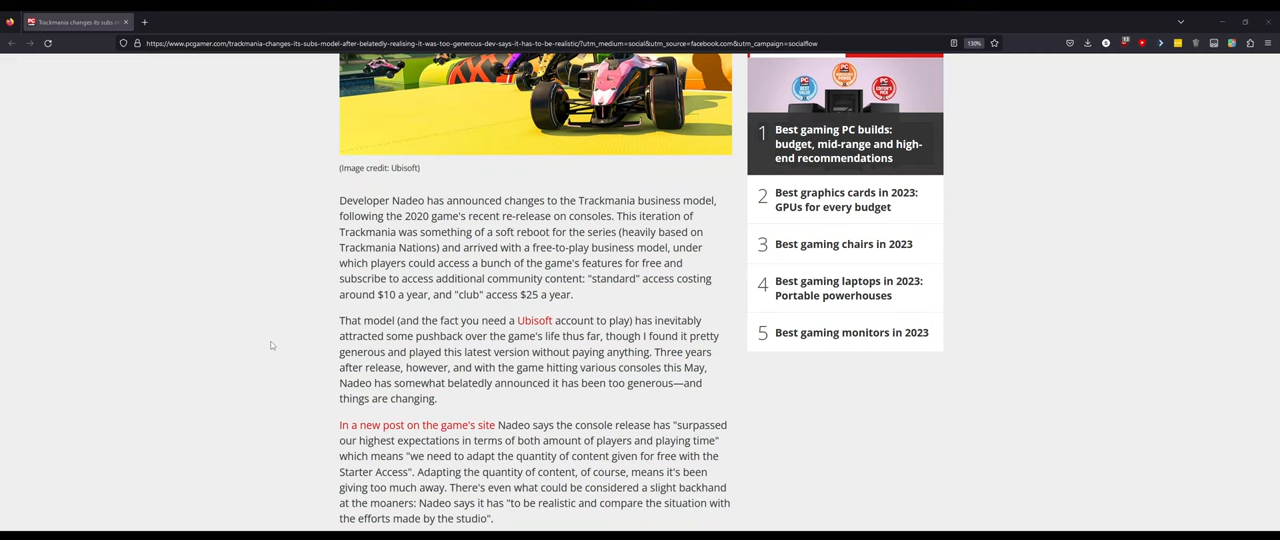 Trackmania changes its subs m
https://www.pcgamer.com/trackmania-changes-its-subs-model-after-belatedly-realising-it-was-too-generous-dev-says-it-has-to-be-realistic/?utm_medium=social&utm_source=facebook.com&utm_campaign=socialflow
130%
(Image credit: Ubisoft)
Developer Nadeo has announced changes to the Trackmania business model,
following the 2020 game's recent re-release on consoles. This iteration of
Trackmania was something of a soft reboot for the series (heavily based on
Trackmania Nations) and arrived with a free-to-play business model, under
which players could access a bunch of the game's features for free and
subscribe to access additional community content: "standard" access costing
around $10 a year, and "club" access $25 a year.
That model (and the fact you need a Ubisoft account to play) has inevitably
attracted some pushback over the game's life thus far, though I found it pretty
generous and played this latest version without paying anything. Three years
after release, however, and with the game hitting various consoles this May,
Nadeo has somewhat belatedly announced it has been too generous—and
things are changing.
In a new post on the game's site Nadeo says the console release has "surpassed
our highest expectations in terms of both amount of players and playing time"
which means "we need to adapt the quantity of content given for free with the
Starter Access". Adapting the quantity of content, of course, means it's been
giving too much away. There's even what could be considered a slight backhand
at the moaners: Nadeo says it has "to be realistic and compare the situation with
the efforts made by the studio".
BEST VALUE
EDITOR'S PICK
1
Best gaming PC builds:
budget, mid-range and high-
end recommendations
2
Best graphics cards in 2023:
GPUs for every budget
3
Best gaming chairs in 2023
4
Best gaming laptops in 2023:
Portable powerhouses
5
Best gaming monitors in 2023